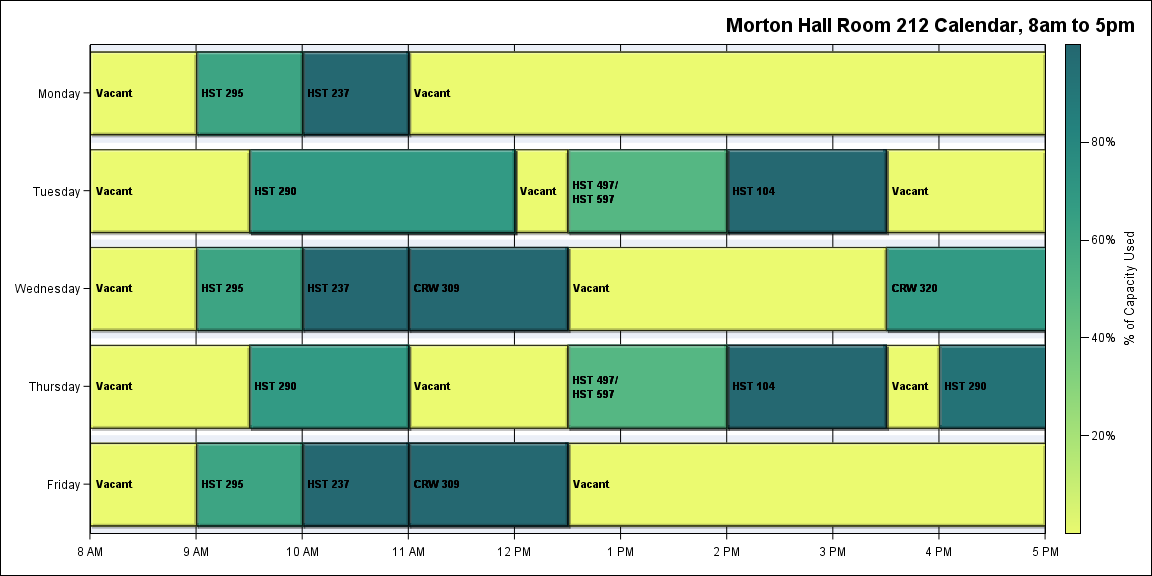 Morton Hall Room 212 Calendar, 8am to 5pm
Monday
Vacant
HST 295
HST 237
Vacant
Tuesday
Vacant
HST 290
Vacant
HST 497/
HST 597
HST 104
Vacant
Wednesday
Vacant
HST 295
HST 237
CRW 309
Vacant
CRW 320
Thursday
Vacant
HST 290
Vacant
HST 497/
HST 597
HST 104
Vacant
HST 290
Friday
Vacant
HST 295
HST 237
CRW 309
Vacant
8 AM
9 AM
10 AM
11 AM
12 PM
1 PM
2 PM
3 PM
4 PM
5 PM
80%
60%
40%
20%
% of Capacity Used